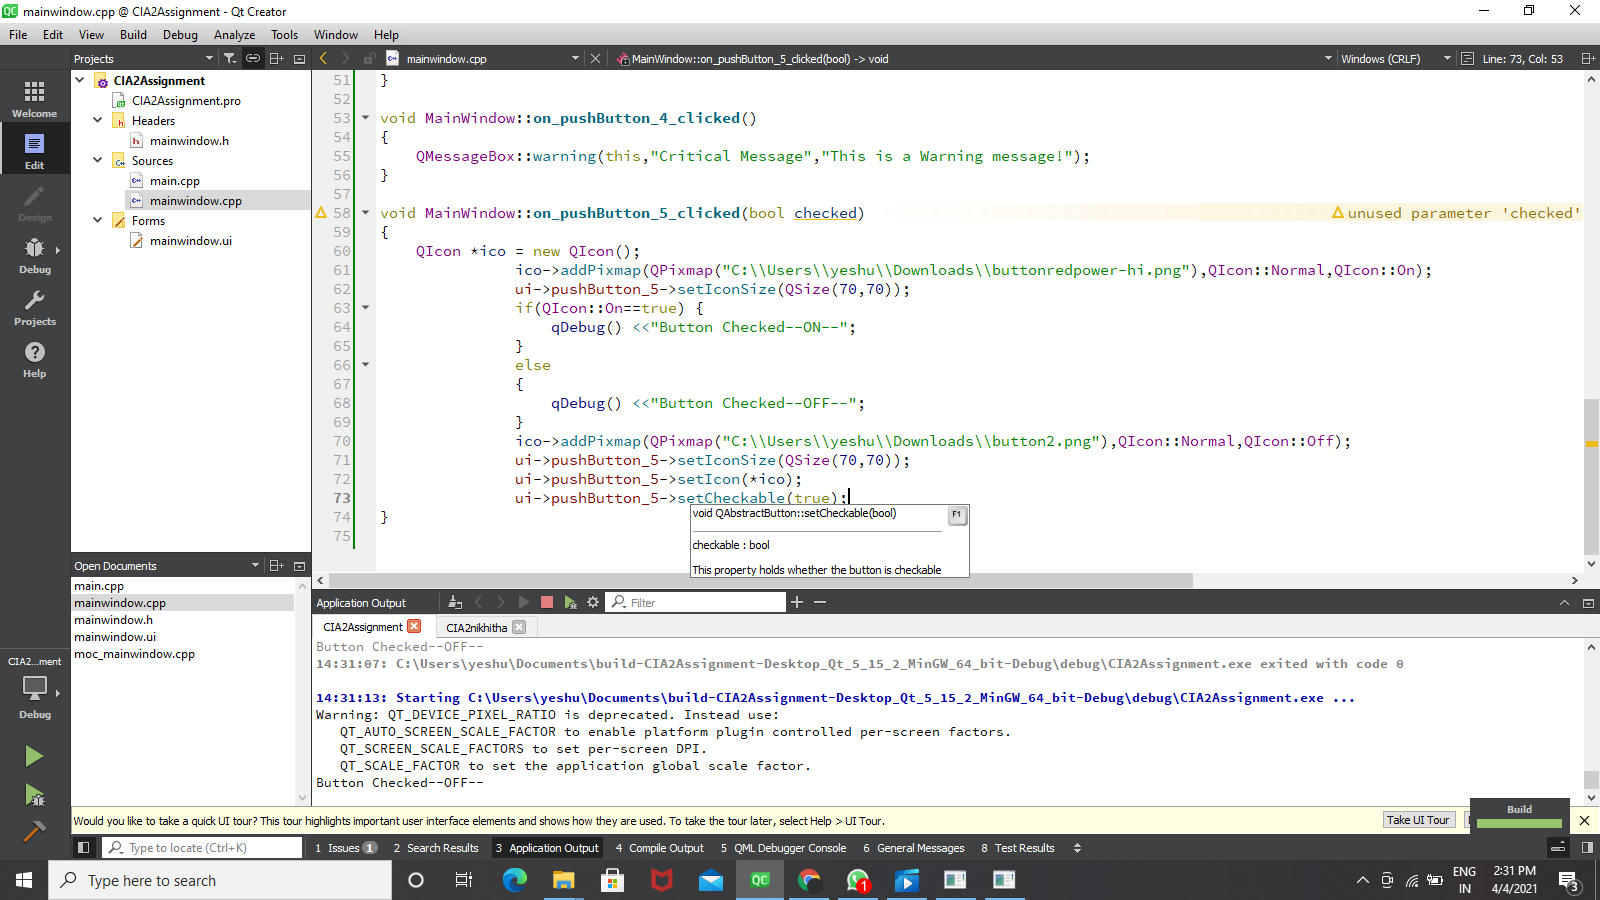 QC mainwindow.cpp @ CIA2Assignment - Qt Creator
File Edit View Build Debug Analyze Tools Window Help
Projects
mainwindow.cpp
MainWindow::on_pushButton_5_clicked(bool) -> void
Windows (CRLF)
Line: 73, Col: 53
Welcome
Edit
Design
Debug
Projects
Help
CIA2...ment
Debug
CIA2Assignment
CIA2Assignment.pro
Headers
mainwindow.h
Sources
main.cpp
mainwindow.cpp
Forms
mainwindow.ui
Open Documents
main.cpp
mainwindow.cpp
mainwindow.h
mainwindow.ui
moc_mainwindow.cpp
51 }
52
53 void MainWindow::on_pushButton_4_clicked()
54 {
55 QMessageBox::warning(this,"Critical Message","This is a Warning message!");
56 }
57
58 void MainWindow::on_pushButton_5_clicked(bool checked) unused parameter 'checked'
59 {
60 QIcon *ico = new QIcon();
61 ico->addPixmap(QPixmap("C:\\Users\\yeshu\\Downloads\\buttonredpower-hi.png"),QIcon::Normal,QIcon::On);
62 ui->pushButton_5->setIconSize(QSize(70,70));
63 if(QIcon::On==true) {
64 qDebug() <<"Button Checked--ON--";
65 }
66 else
67 {
68 qDebug() <<"Button Checked--OFF--";
69 }
70 ico->addPixmap(QPixmap("C:\\Users\\yeshu\\Downloads\\button2.png"),QIcon::Normal,QIcon::Off);
71 ui->pushButton_5->setIconSize(QSize(70,70));
72 ui->pushButton_5->setIcon(*ico);
73 ui->pushButton_5->setCheckable(true);
74 }
75
void QAbstractButton::setCheckable(bool) F1
checkable : bool
This property holds whether the button is checkable
Application Output
Filter
CIA2Assignment
CIA2nikhitha
Button Checked--OFF--
14:31:07: C:\Users\yeshu\Documents\build-CIA2Assignment-Desktop_Qt_5_15_2_MinGW_64_bit-Debug\debug\CIA2Assignment.exe exited with code 0
14:31:13: Starting C:\Users\yeshu\Documents\build-CIA2Assignment-Desktop_Qt_5_15_2_MinGW_64_bit-Debug\debug\CIA2Assignment.exe ...
Warning: QT_DEVICE_PIXEL_RATIO is deprecated. Instead use:
QT_AUTO_SCREEN_SCALE_FACTOR to enable platform plugin controlled per-screen factors.
QT_SCREEN_SCALE_FACTORS to set per-screen DPI.
QT_SCALE_FACTOR to set the application global scale factor.
Button Checked--OFF--
Would you like to take a quick UI tour? This tour highlights important user interface elements and shows how they are used. To take the tour later, select Help > UI Tour.
Take UI Tour
Build
Type to locate (Ctrl+K)
1 Issues 1
2 Search Results
3 Application Output
4 Compile Output
5 QML Debugger Console
6 General Messages
8 Test Results
Type here to search
QC
1
ENG
IN
2:31 PM
4/4/2021
3